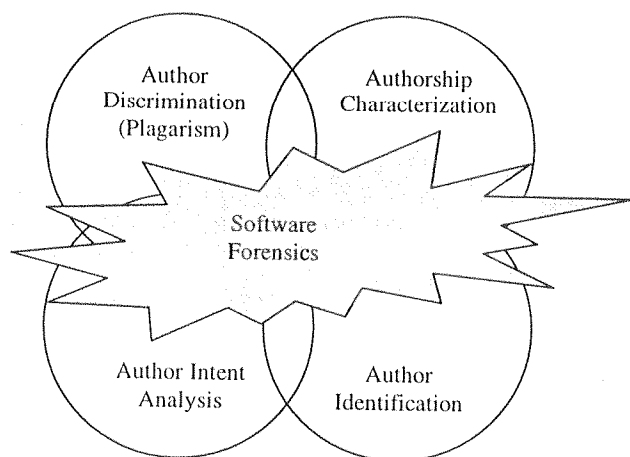 Author
Discrimination
(Plagarism)
Authorship
Characterization
Software
Forensics
Author Intent
Analysis
Author
Identification